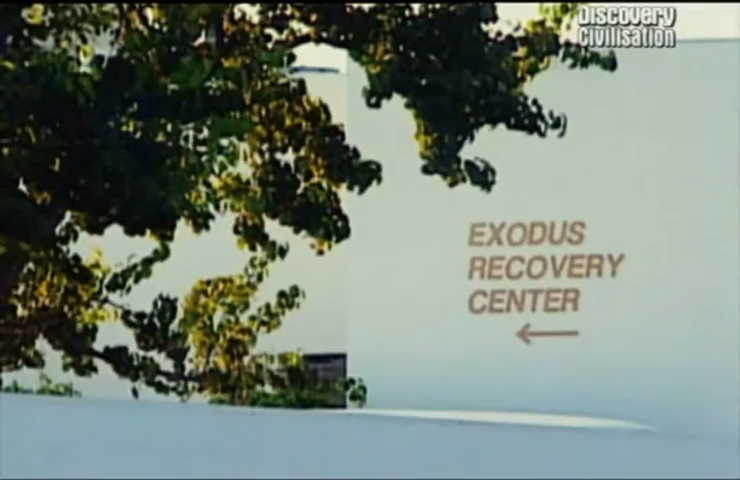 Discovery
Civilisation
EXODUS
RECOVERY
CENTER